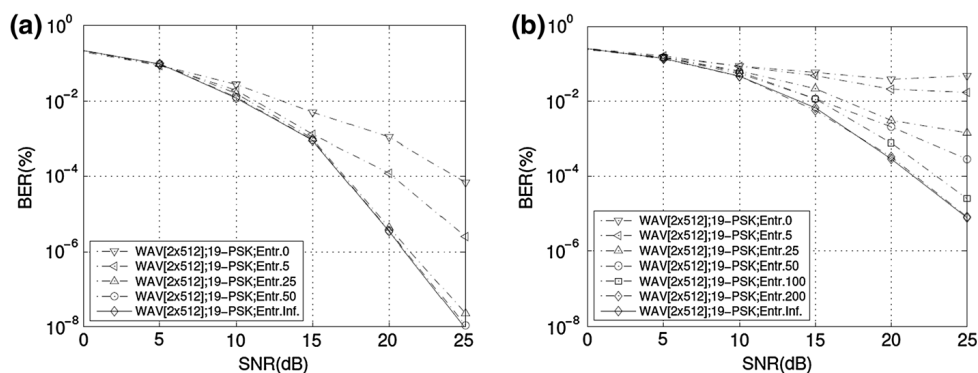 (a)
10^0
10^-2
10^-4
10^-6
10^-8
BER(%)
WAV[2x512];19-PSK;Entr.0
WAV[2x512];19-PSK;Entr.5
WAV[2x512];19-PSK;Entr.25
WAV[2x512];19-PSK;Entr.50
WAV[2x512];19-PSK;Entr.Inf.
0 5 10 15 20 25
SNR(dB)
(b)
10^0
10^-2
10^-4
10^-6
10^-8
BER(%)
WAV[2x512];19-PSK;Entr.0
WAV[2x512];19-PSK;Entr.5
WAV[2x512];19-PSK;Entr.25
WAV[2x512];19-PSK;Entr.50
WAV[2x512];19-PSK;Entr.100
WAV[2x512];19-PSK;Entr.200
WAV[2x512];19-PSK;Entr.Inf.
0 5 10 15 20 25
SNR(dB)